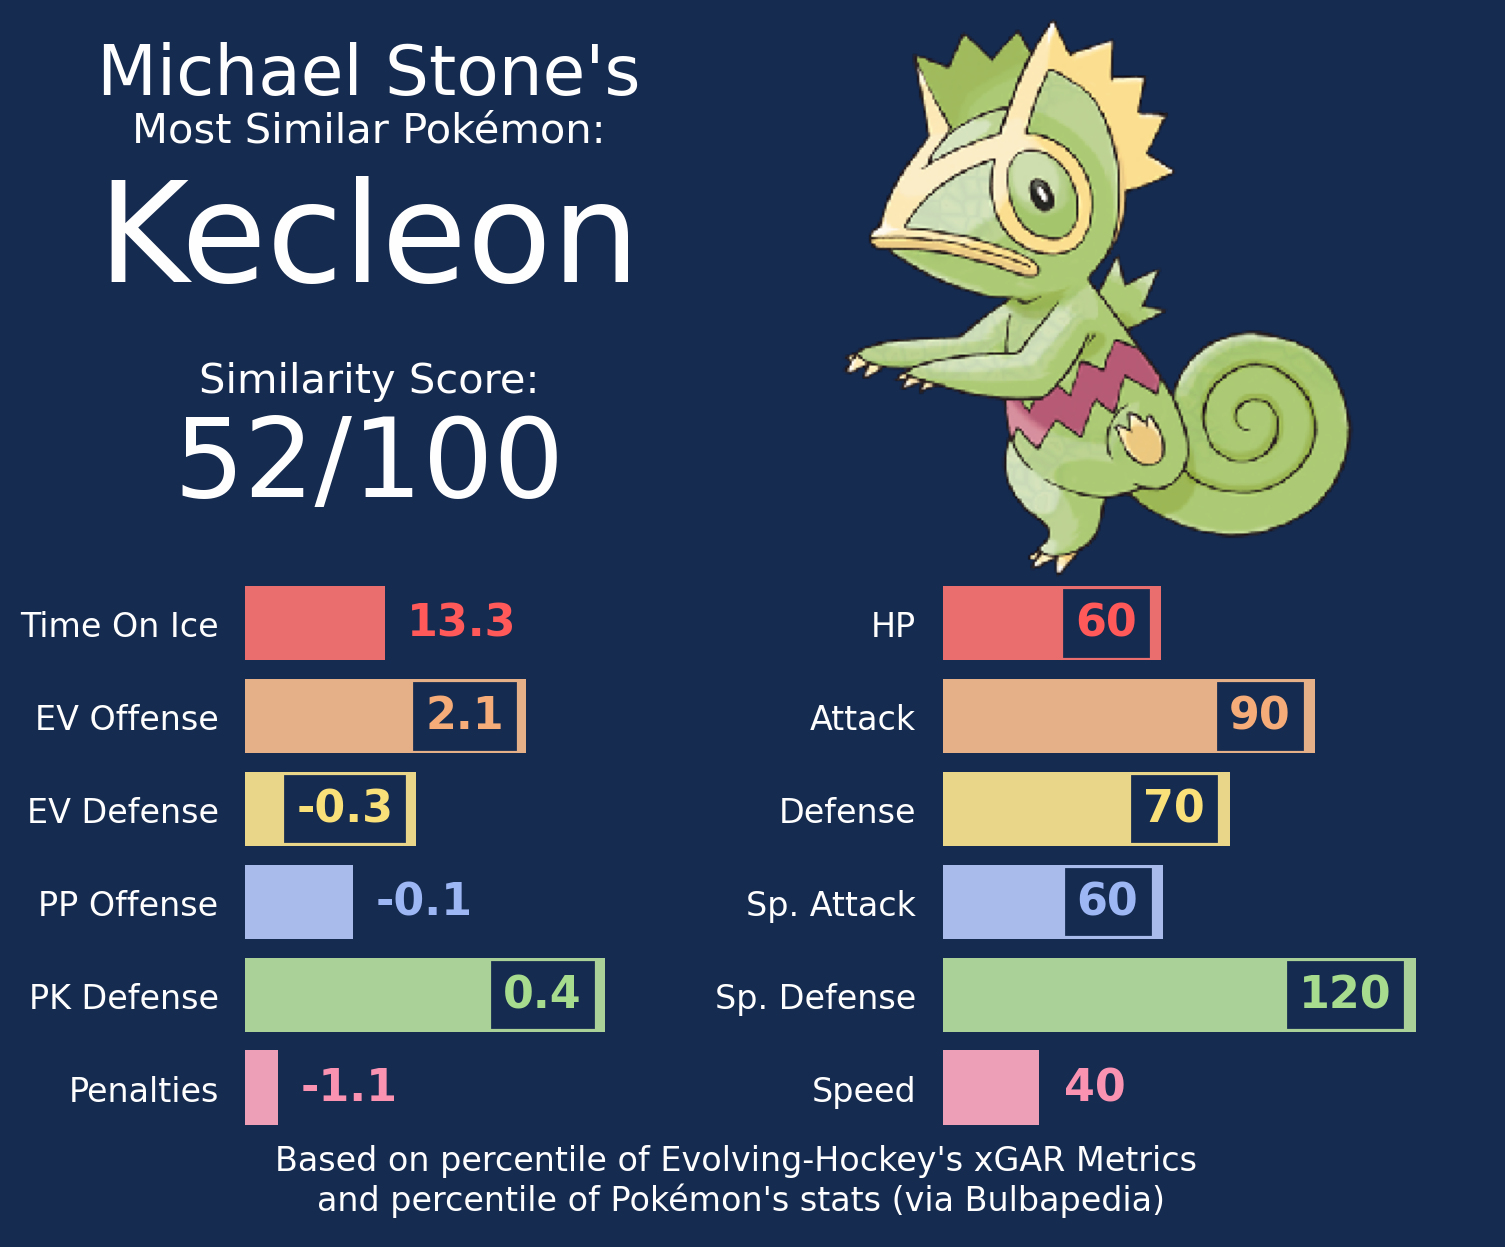 Michael Stone's
Most Similar Pokémon:
Kecleon
Similarity Score:
52/100
Time On Ice 13.3
EV Offense 2.1
EV Defense -0.3
PP Offense -0.1
PK Defense 0.4
Penalties -1.1
HP 60
Attack 90
Defense 70
Sp. Attack 60
Sp. Defense 120
Speed 40
Based on percentile of Evolving-Hockey's xGAR Metrics
and percentile of Pokémon's stats (via Bulbapedia)